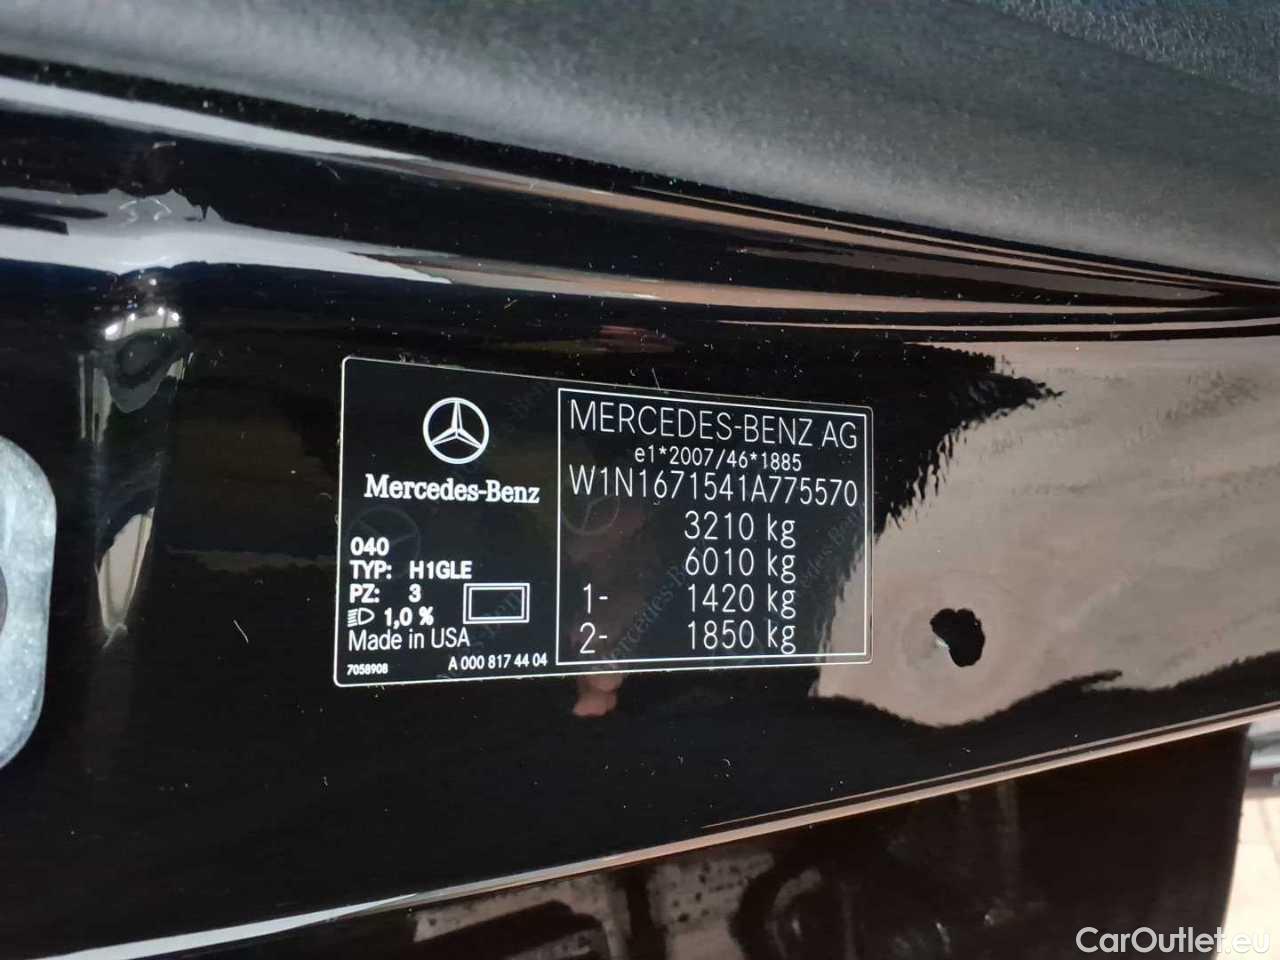 Mercedes-Benz
040
TYP: H1GLE
PZ: 3
1,0 %
Made in USA
7058908 A 000 817 44 04
MERCEDES-BENZ AG
e1*2007/46*1885
W1N1671541A775570
3210 kg
6010 kg
1- 1420 kg
2- 1850 kg
CarOutlet.eu